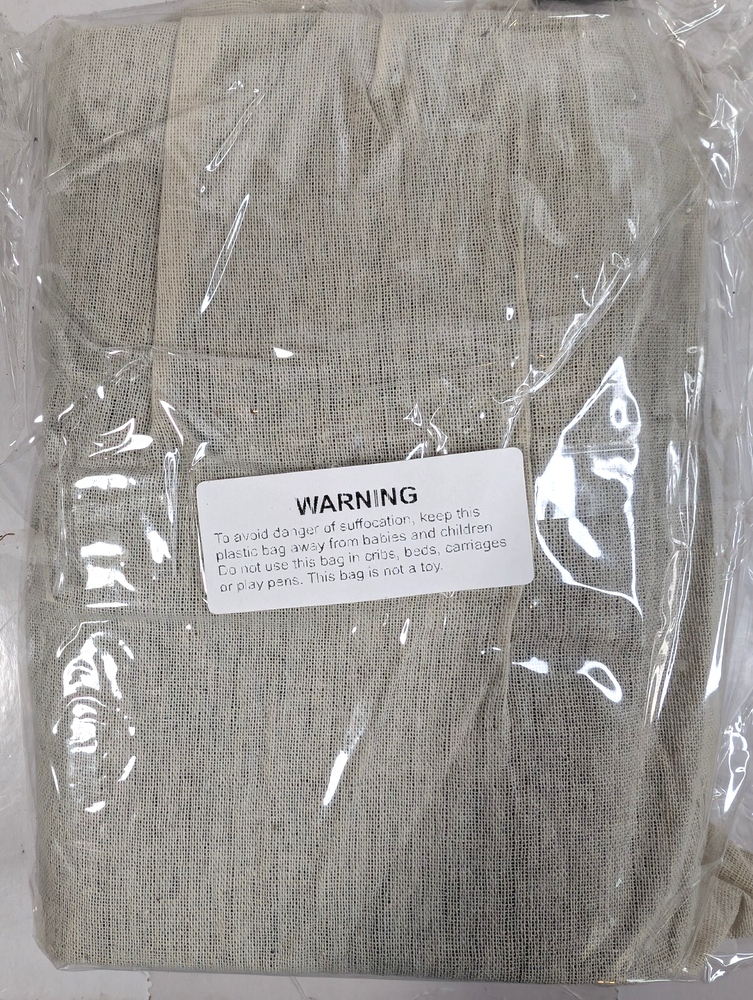 WARNING
To avoid danger of suffocation, keep this
plastic bag away from babies and children
Do not use this bag in cribs, beds, carriages
or play pens. This bag is not a toy.